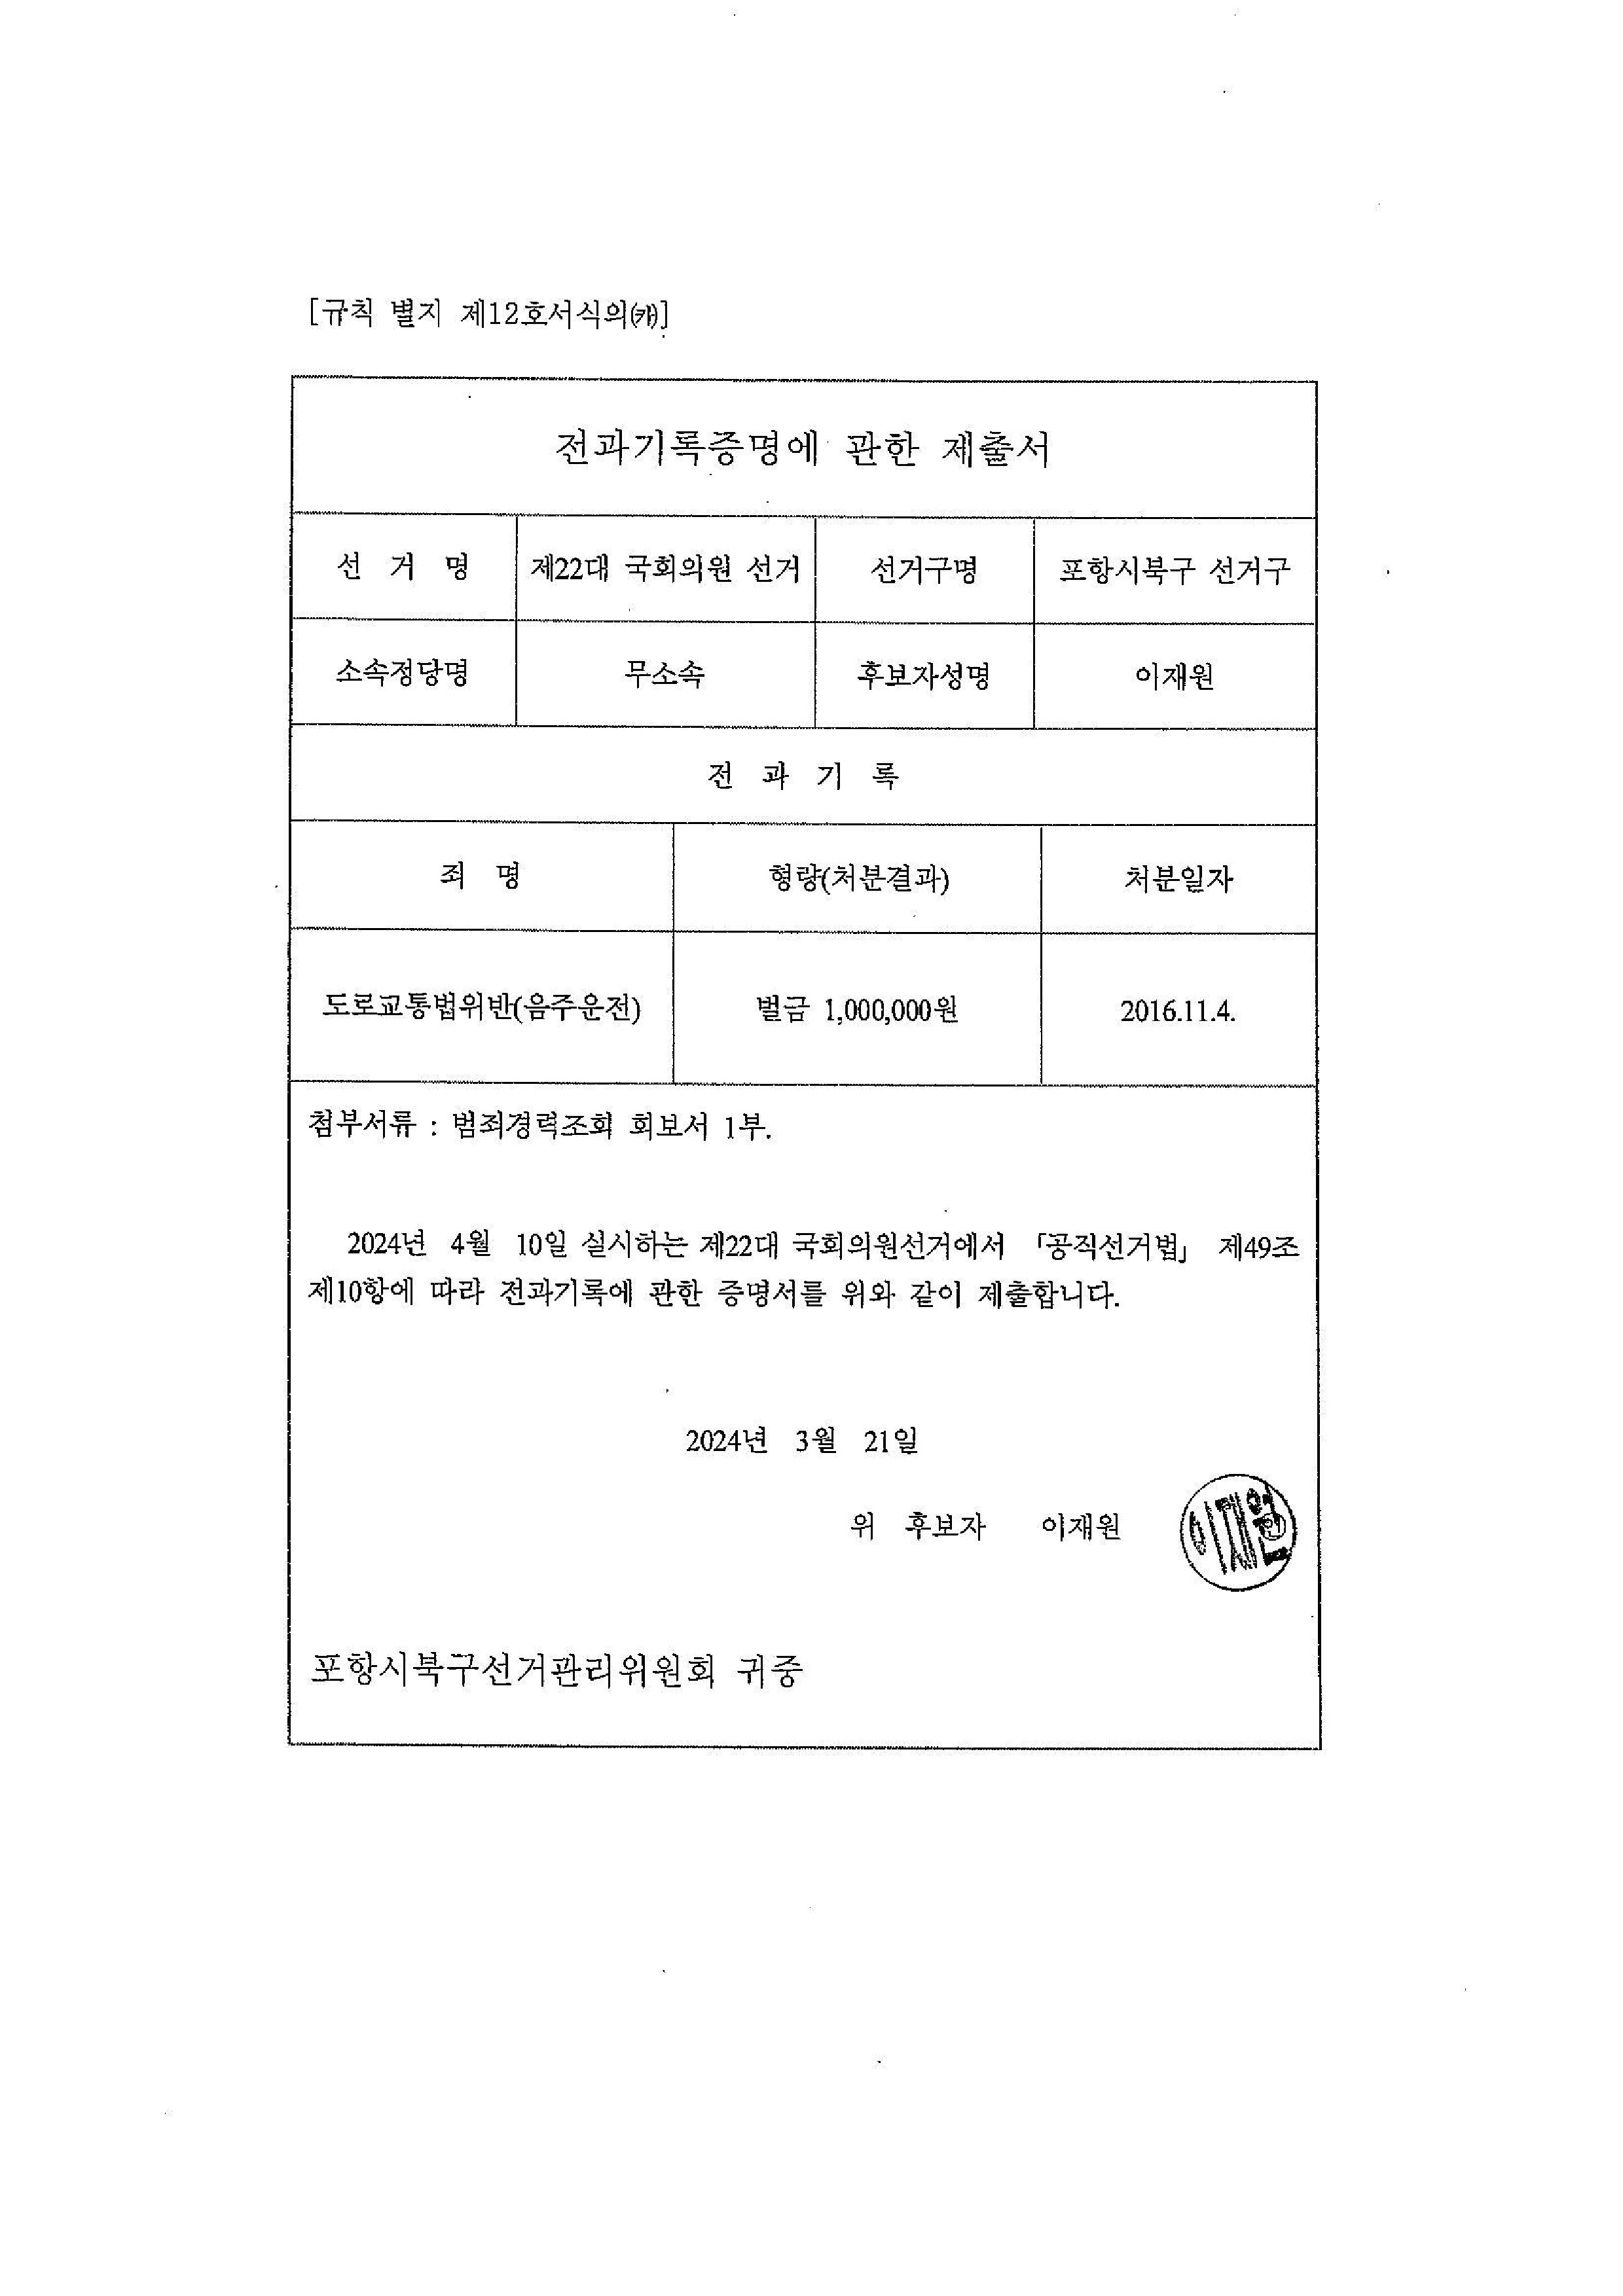 [규칙 별지 제12호서식의㈸]
전과기록증명에 관한 제출서
선 거 명 제22대 국회의원 선거 선거구명 포항시북구 선거구
소속정당명 무소속 후보자성명 이재원
전 과 기 록
죄 명 형량(처분결과) 처분일자
도로교통법위반(음주운전) 벌금 1,000,000원 2016.11.4.
첨부서류 : 범죄경력조회 회보서 1부.
2024년 4월 10일 실시하는 제22대 국회의원선거에서 「공직선거법」 제49조
제10항에 따라 전과기록에 관한 증명서를 위와 같이 제출합니다.
2024년 3월 21일
위 후보자 이재원 ㊞
이재원
포항시북구선거관리위원회 귀중